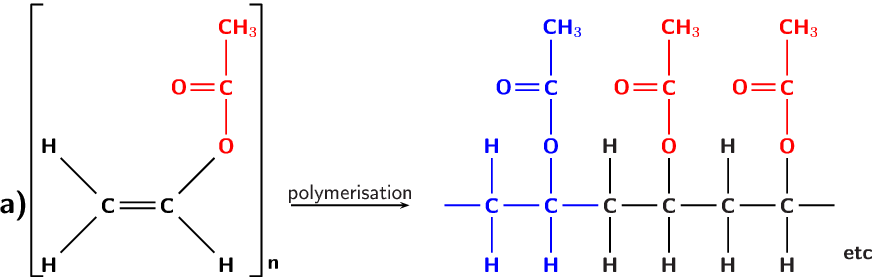 CH₃ CH₃ CH₃ CH₃
O C O C O C O C
H O H O H O H O
a) C C polymerisation C C C C C C
H H n H H H H H H etc